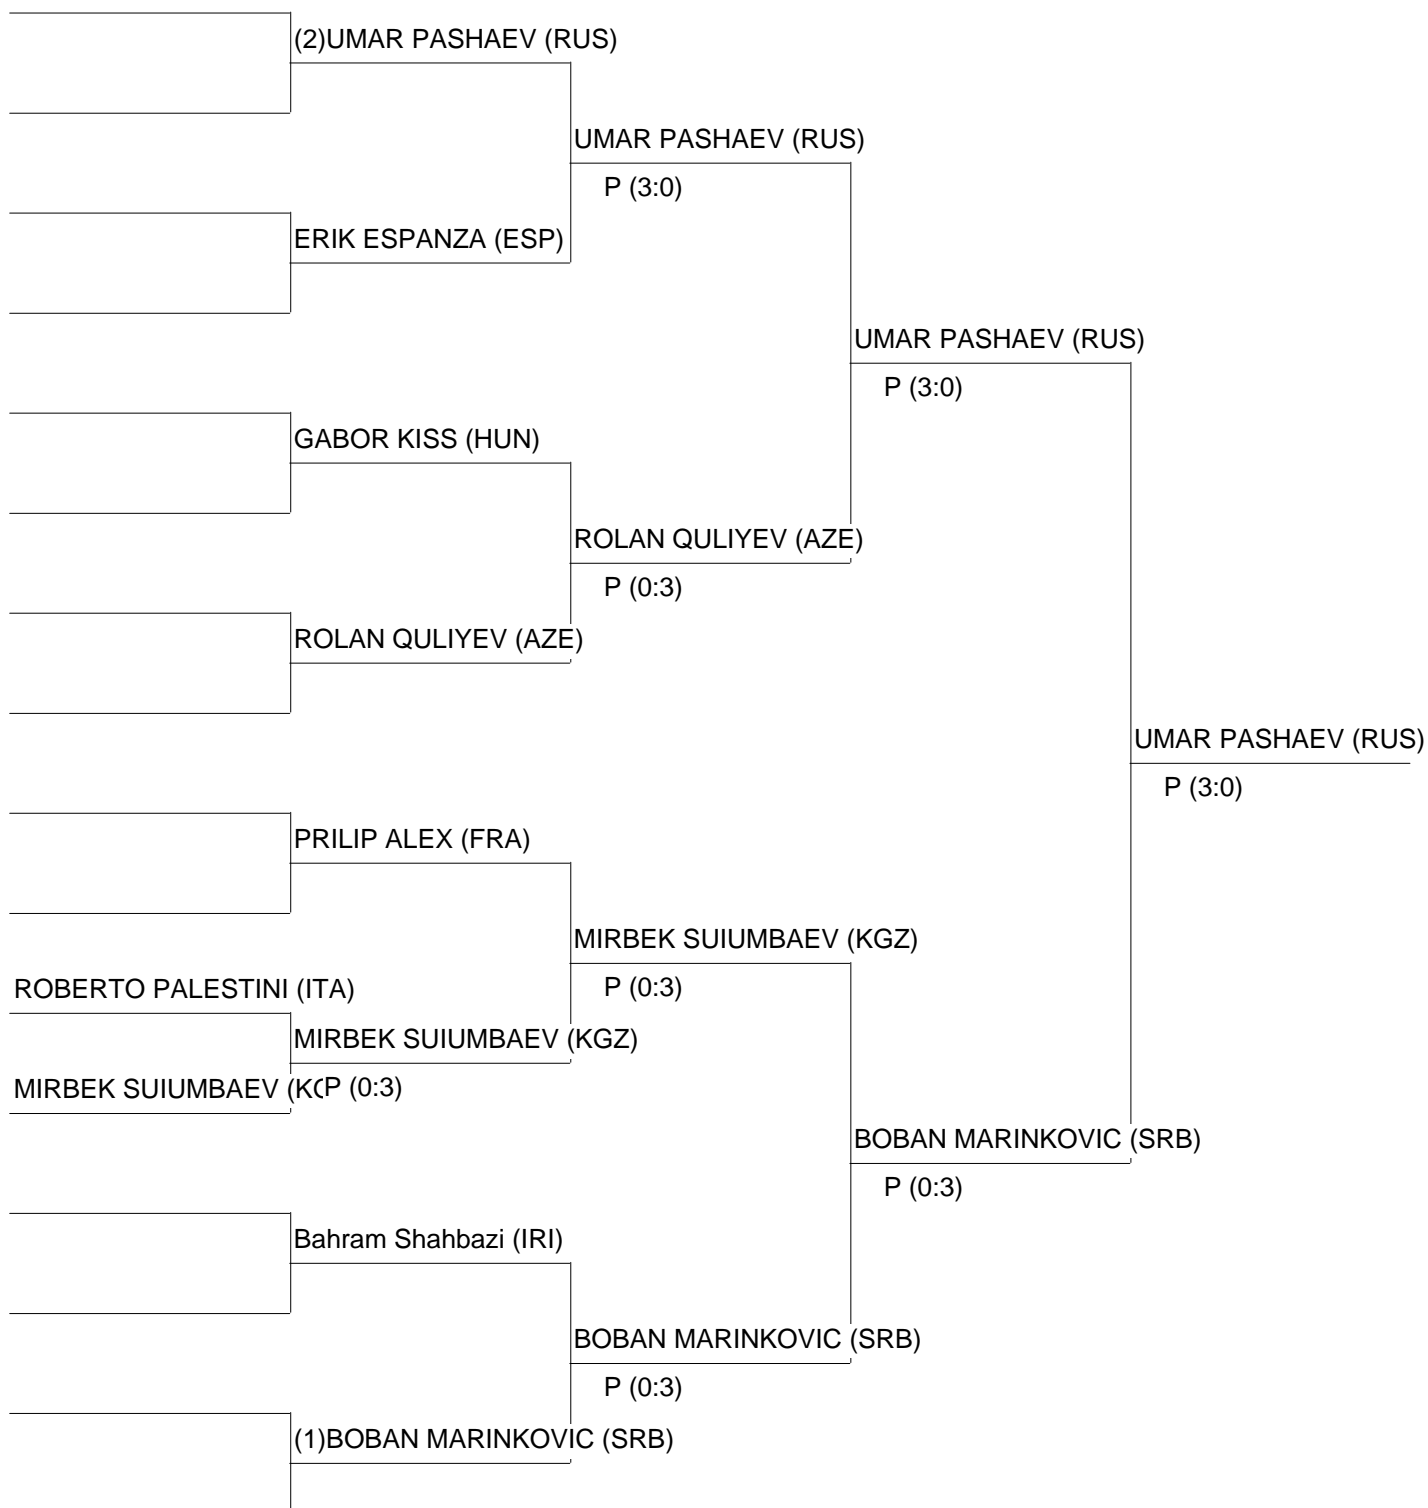 (2)UMAR PASHAEV (RUS)
UMAR PASHAEV (RUS)
P (3:0)
ERIK ESPANZA (ESP)
UMAR PASHAEV (RUS)
P (3:0)
GABOR KISS (HUN)
ROLAN QULIYEV (AZE)
P (0:3)
ROLAN QULIYEV (AZE)
UMAR PASHAEV (RUS)
P (3:0)
PRILIP ALEX (FRA)
MIRBEK SUIUMBAEV (KGZ)
P (0:3)
ROBERTO PALESTINI (ITA)
MIRBEK SUIUMBAEV (KGZ)
MIRBEK SUIUMBAEV
P (0:3)
BOBAN MARINKOVIC (SRB)
P (0:3)
Bahram Shahbazi (IRI)
BOBAN MARINKOVIC (SRB)
P (0:3)
(1)BOBAN MARINKOVIC (SRB)